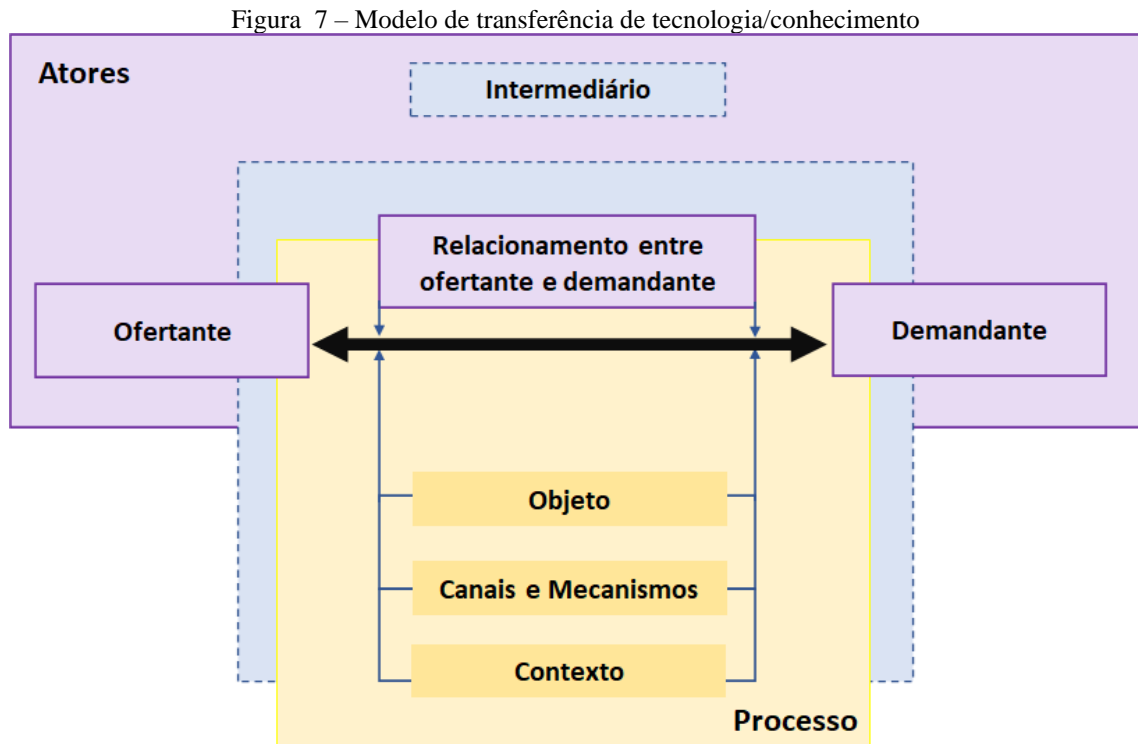 Figura 7 – Modelo de transferência de tecnologia/conhecimento
Atores
Intermediário
Relacionamento entre
ofertante e demandante
Ofertante
Demandante
Objeto
Canais e Mecanismos
Contexto
Processo